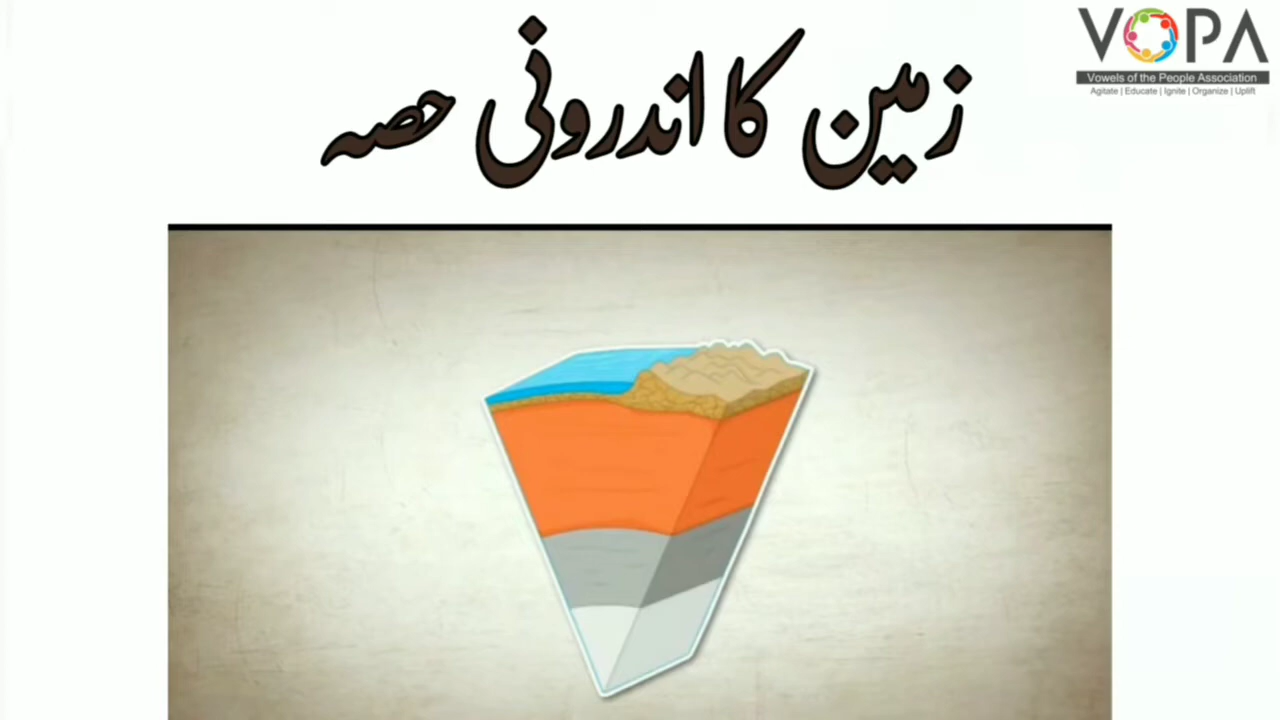 زمین کا اندرونی حصہ
VOPA
Vowels of the People Association
Agitate | Educate | Ignite | Organize | Uplift